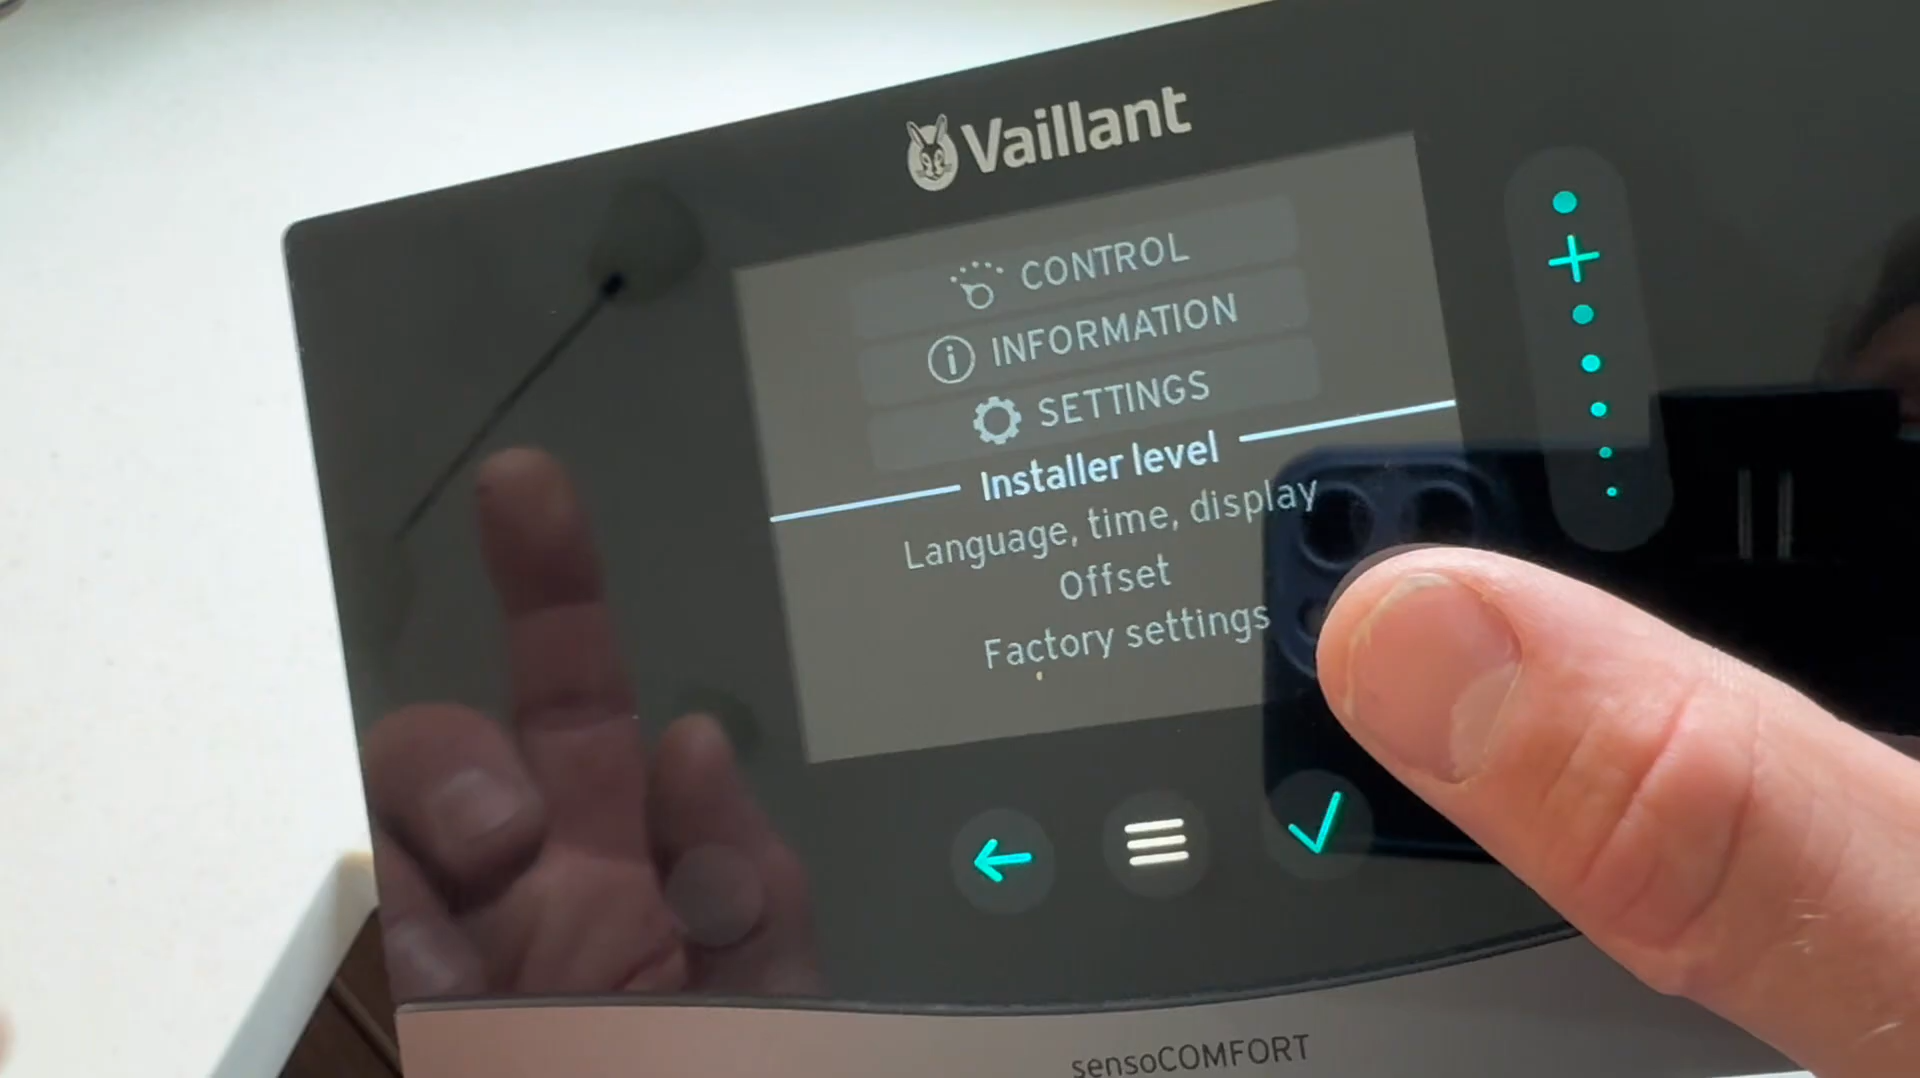 Vaillant
CONTROL
INFORMATION
SETTINGS
Installer level
Language, time, display
Offset
Factory settings
sensoCOMFORT